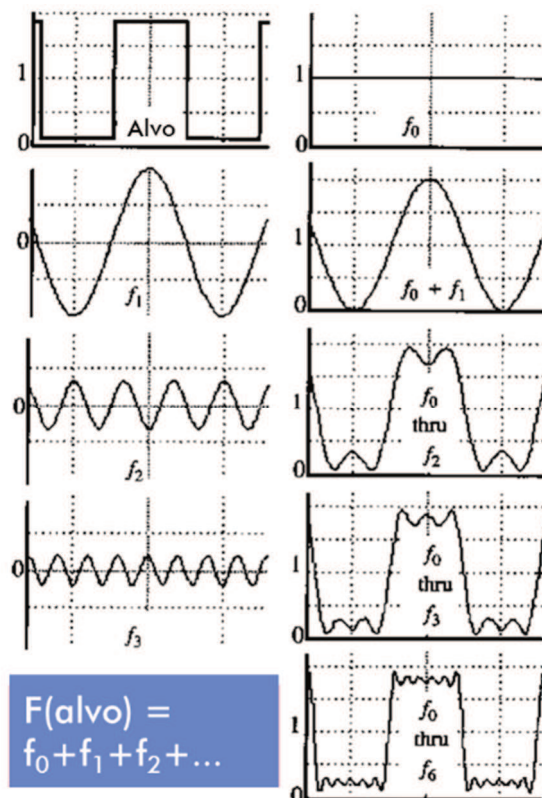 1
0
Alvo
1
0
f₀
0
f₁
1
0
f₀ + f₁
0
f₂
1
0
f₀
thru
f₂
0
f₃
1
0
f₀
thru
f₃
1
0
f₀
thru
f₆
F(alvo) =
f₀+f₁+f₂+...